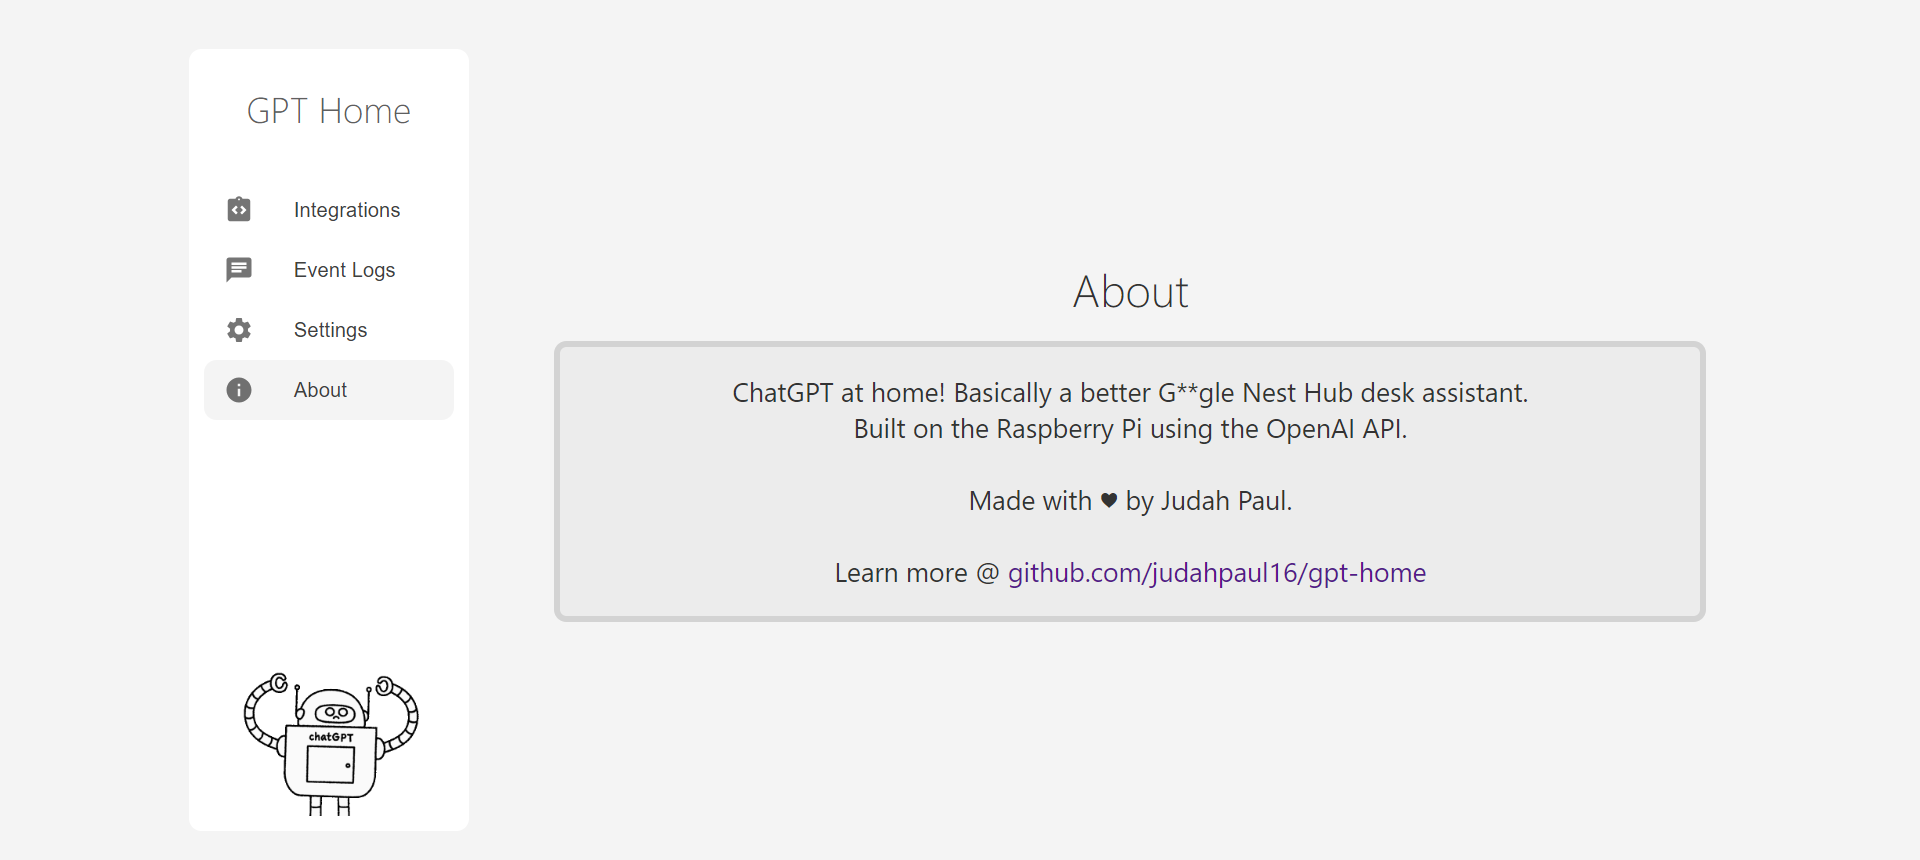 GPT Home
Integrations
Event Logs
Settings
About
chatGPT
About
ChatGPT at home! Basically a better G**gle Nest Hub desk assistant.
Built on the Raspberry Pi using the OpenAI API.
Made with ♥ by Judah Paul.
Learn more @ github.com/judahpaul16/gpt-home